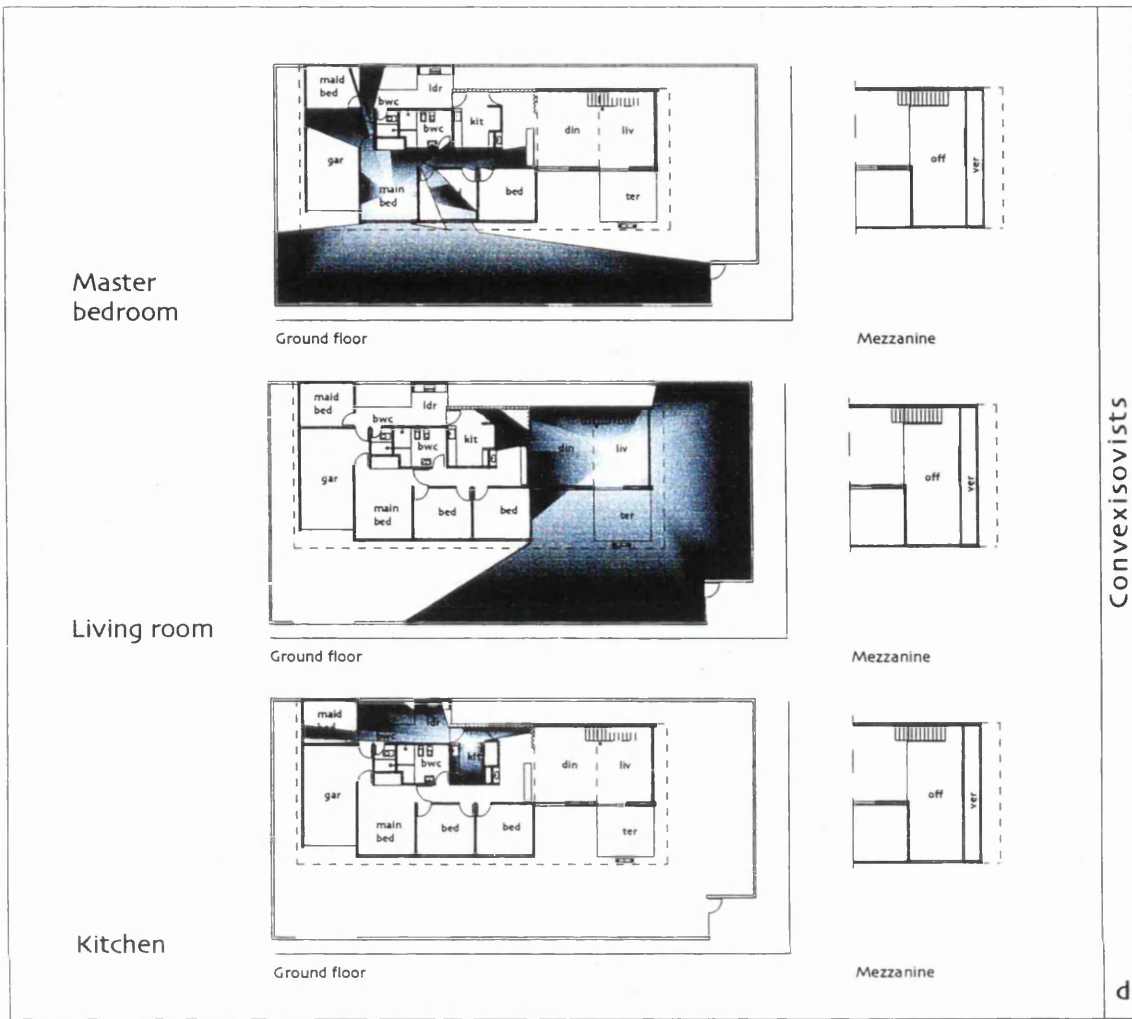 maid
bed
ldr
bwc
bwc
kit
din
liv
gar
off
ver
main
bed
bed
ter
Master
bedroom
Ground floor
Mezzanine
maid
bed
ldr
bwc
bwc
kit
din
liv
gar
off
ver
main
bed
bed
bed
ter
Living room
Ground floor
Mezzanine
maid
bed
ldr
bwc
bwc
kit
din
liv
gar
off
ver
main
bed
bed
bed
ter
Kitchen
Ground floor
Mezzanine
Convexisovists
d